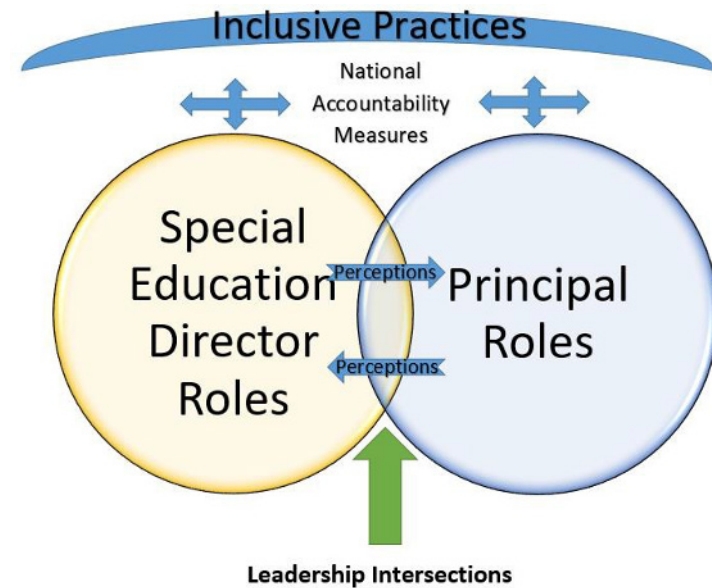 Inclusive Practices
National
Accountability
Measures
Special
Education
Director
Roles
Perceptions
Perceptions
Principal
Roles
Leadership Intersections